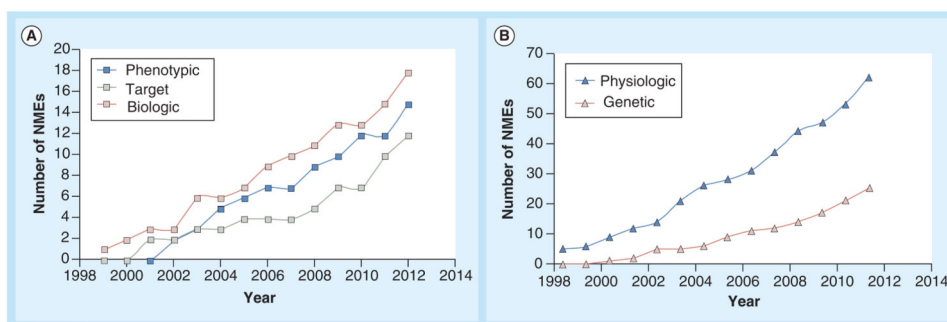 A
20
18
16
14
12
10
8
6
4
2
0
Number of NMEs
Phenotypic
Target
Biologic
1998 2000 2002 2004 2006 2008 2010 2012 2014
Year
B
70
60
50
40
30
20
10
0
Number of NMEs
Physiologic
Genetic
1998 2000 2002 2004 2006 2008 2010 2012 2014
Year